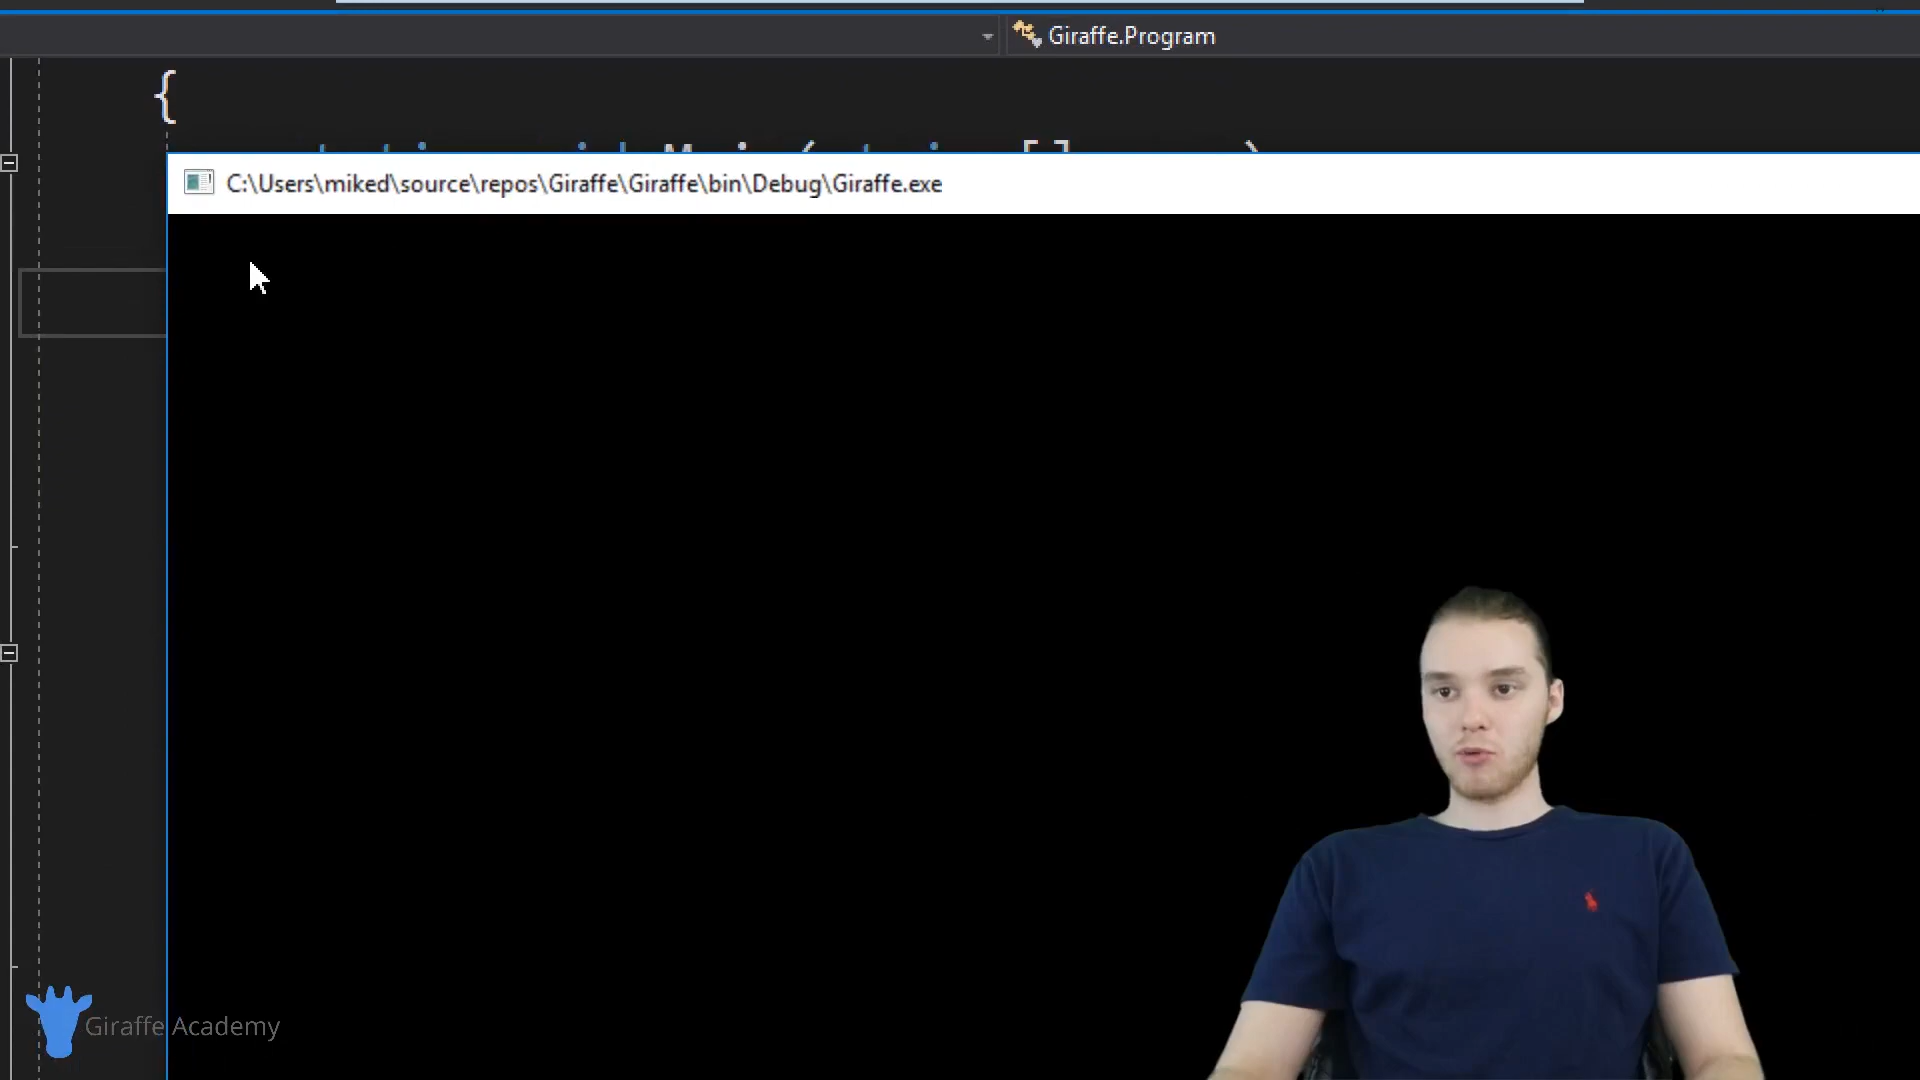 Giraffe.Program
{
C:\Users\miked\source\repos\Giraffe\Giraffe\bin\Debug\Giraffe.exe
Giraffe Academy